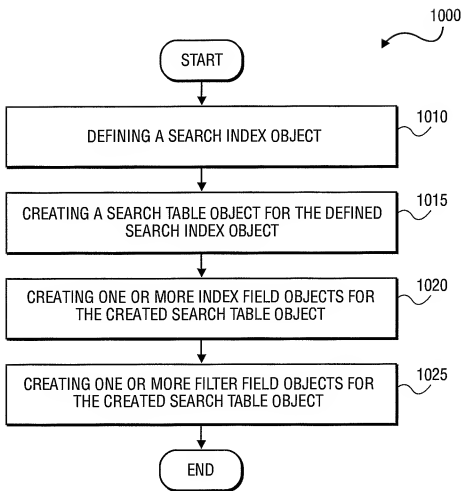 1000
START
DEFINING A SEARCH INDEX OBJECT
1010
CREATING A SEARCH TABLE OBJECT FOR THE DEFINED
SEARCH INDEX OBJECT
1015
CREATING ONE OR MORE INDEX FIELD OBJECTS FOR
THE CREATED SEARCH TABLE OBJECT
1020
CREATING ONE OR MORE FILTER FIELD OBJECTS FOR
THE CREATED SEARCH TABLE OBJECT
1025
END